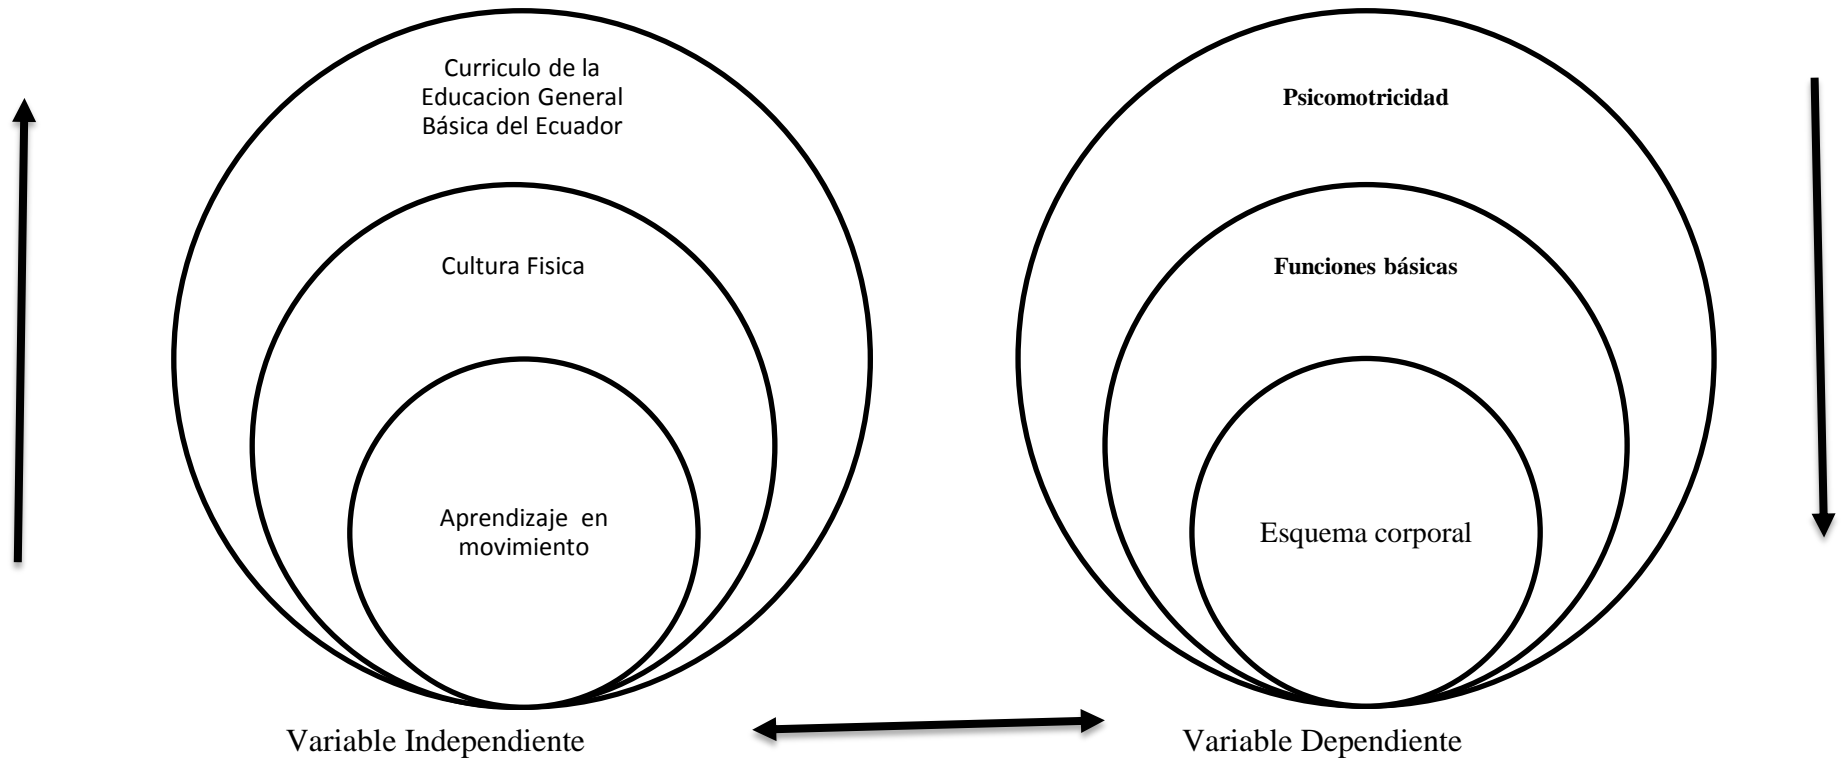 Curriculo de la
Educacion General
Básica del Ecuador
Cultura Fisica
Aprendizaje en
movimiento
Variable Independiente
Psicomotricidad
Funciones básicas
Esquema corporal
Variable Dependiente